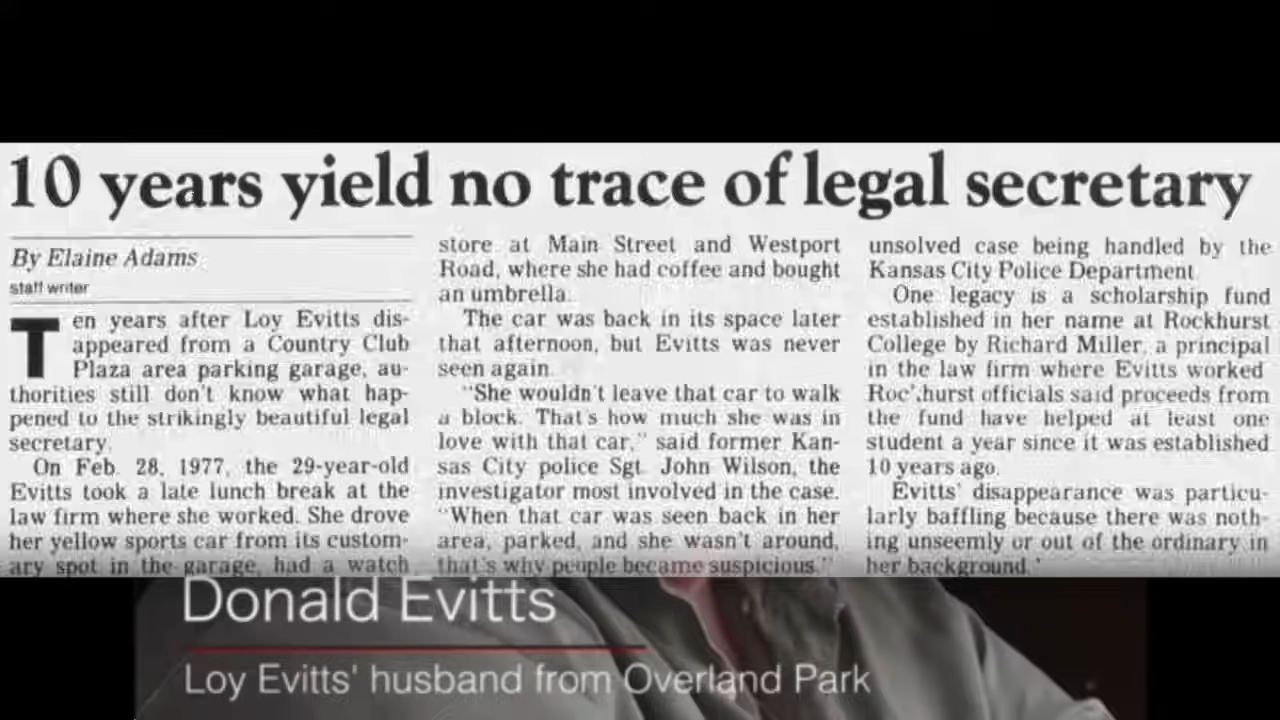 10 years yield no trace of legal secretary
By Elaine Adams
staff writer
Ten years after Loy Evitts dis-
appeared from a Country Club
Plaza area parking garage, au-
thorities still don't know what hap-
pened to the strikingly beautiful legal
secretary.
On Feb. 28, 1977, the 29-year-old
Evitts took a late lunch break at the
law firm where she worked. She drove
her yellow sports car from its custom-
ary spot in the garage, had a watch
store at Main Street and Westport
Road, where she had coffee and bought
an umbrella.
The car was back in its space later
that afternoon, but Evitts was never
seen again.
"She wouldn't leave that car to walk
a block. That's how much she was in
love with that car," said former Kan-
sas City police Sgt. John Wilson, the
investigator most involved in the case.
"When that car was seen back in her
area, parked, and she wasn't around,
that's why people became suspicious."
unsolved case being handled by the
Kansas City Police Department.
One legacy is a scholarship fund
established in her name at Rockhurst
College by Richard Miller, a principal
in the law firm where Evitts worked
Roc'.hurst officials said proceeds from
the fund have helped at least one
student a year since it was established
10 years ago.
Evitts' disappearance was particu-
larly baffling because there was noth-
ing unseemly or out of the ordinary in
her background.'
Donald Evitts
Loy Evitts' husband from Overland Park